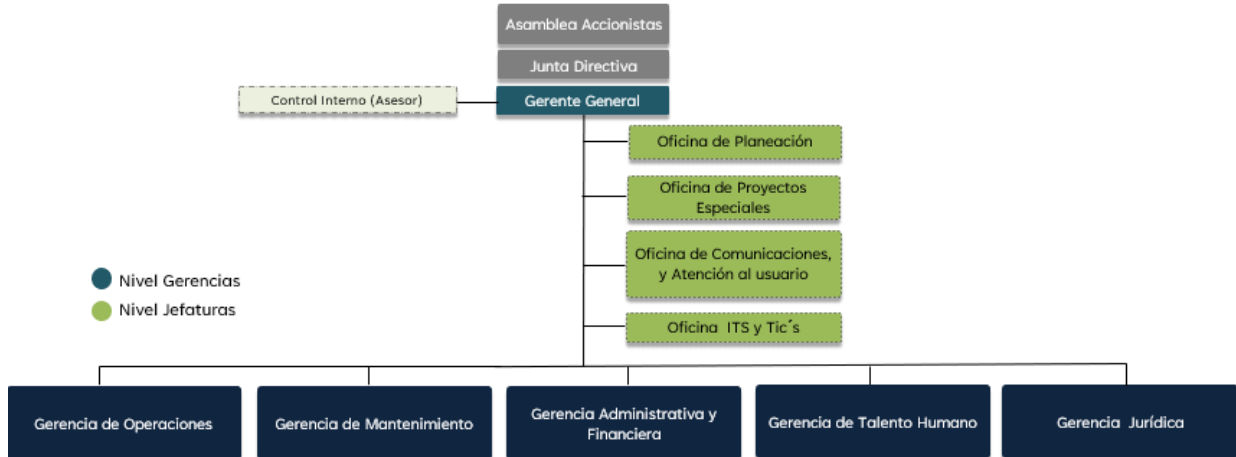 Asamblea Accionistas
Junta Directiva
Control Interno (Asesor)
Gerente General
Oficina de Planeación
Oficina de Proyectos
Especiales
Oficina de Comunicaciones,
y Atención al usuario
Oficina ITS y Tic´s
Nivel Gerencias
Nivel Jefaturas
Gerencia de Operaciones
Gerencia de Mantenimiento
Gerencia Administrativa y
Financiera
Gerencia de Talento Humano
Gerencia Jurídica